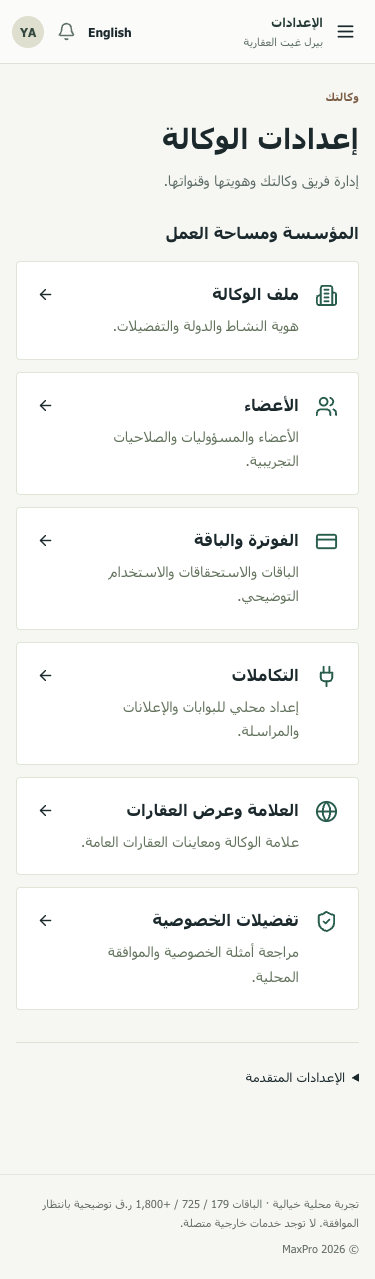 الإعدادات
بيرل غيت العقارية
English
YA
وكالتك
إعدادات الوكالة
إدارة فريق وكالتك وهويتها وقنواتها.
المؤسسة ومساحة العمل
ملف الوكالة
هوية النشاط والدولة والتفضيلات.
الأعضاء
الأعضاء والمسؤوليات والصلاحيات
التجريبية.
الفوترة والباقة
الباقات والاستحقاقات والاستخدام
التوضيحي.
التكاملات
إعداد محلي للبوابات والإعلانات
والمراسلة.
العلامة وعرض العقارات
علامة الوكالة ومعاينات العقارات العامة.
تفضيلات الخصوصية
مراجعة أمثلة الخصوصية والموافقة
المحلية.
الإعدادات المتقدمة
تجربة محلية خيالية · الباقات 179 / 725 / +1,800 ر.ق توضيحية بانتظار
الموافقة. لا توجد خدمات خارجية متصلة.
© 2026 MaxPro